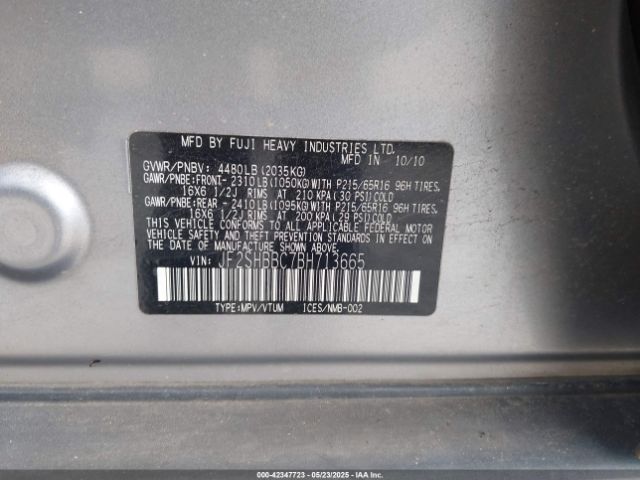 MFD BY FUJI HEAVY INDUSTRIES LTD.
MFD IN 10/10
GVWR/PNBV: 4480LB(2035KG)
GAWR/PNBE:FRONT- 2310LB(1050KG)WITH P215/65R16 96H TIRES,
16X6 1/2J RIMS AT 210 KPA(30 PSI)COLD
GAWR/PNBE:REAR - 2410LB(1095KG)WITH P215/65R16 96H TIRES,
16X6 1/2J RIMS AT 200 KPA(29 PSI)COLD
THIS VEHICLE CONFORMS TO ALL APPLICABLE FEDERAL MOTOR
VEHICLE SAFETY STANDARDS IN EFFECT ON THE DATE OF
MANUFACTURE SHOWN ABOVE.
VIN: JF2SHBBC7BH713665
TYPE:MPV/VTUM ICES/NMB-002
000-42347723 - 05/23/2025 - © IAA Holdings, LLC